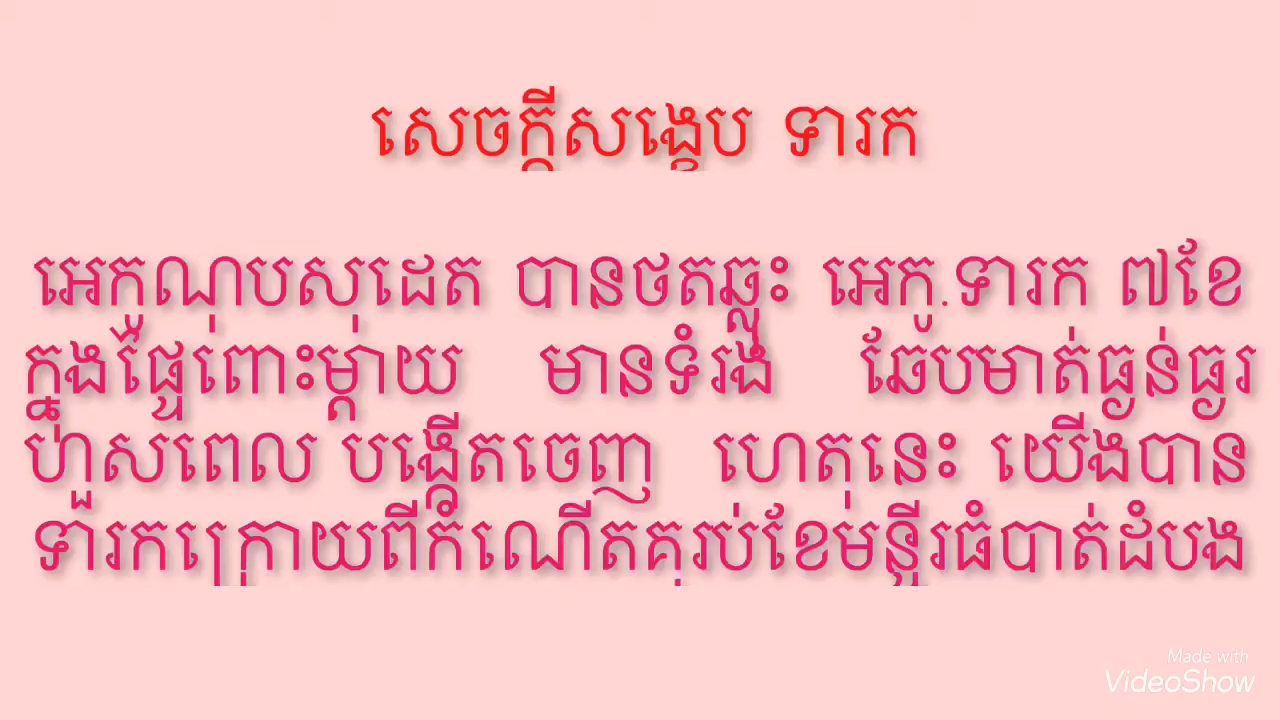 សេចក្ដីសង្ខេប ទារក
អេកូណុបសុដេត បានថតឆ្លុះ អេកូ.ទារក ៧ខែ
ក្នុងផ្ទៃពោះម្ដាយ មានទំរង់ ឆែបមាត់ធ្ងន់ធ្ងរ
ហួសពេល បង្កើតចេញ ហេតុនេះ យើងបាន
ទារកក្រោយពីកំណើតគុរប់ខែមន្ទីរធំបាត់ដំបង
Made with
VideoShow